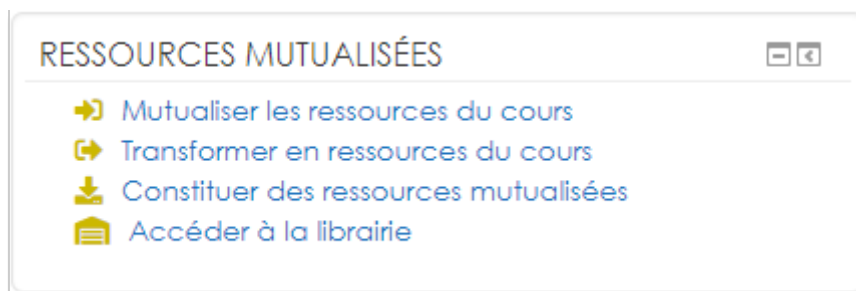 RESSOURCES MUTUALISÉES
Mutualiser les ressources du cours
Transformer en ressources du cours
Constituer des ressources mutualisées
Accéder à la librairie